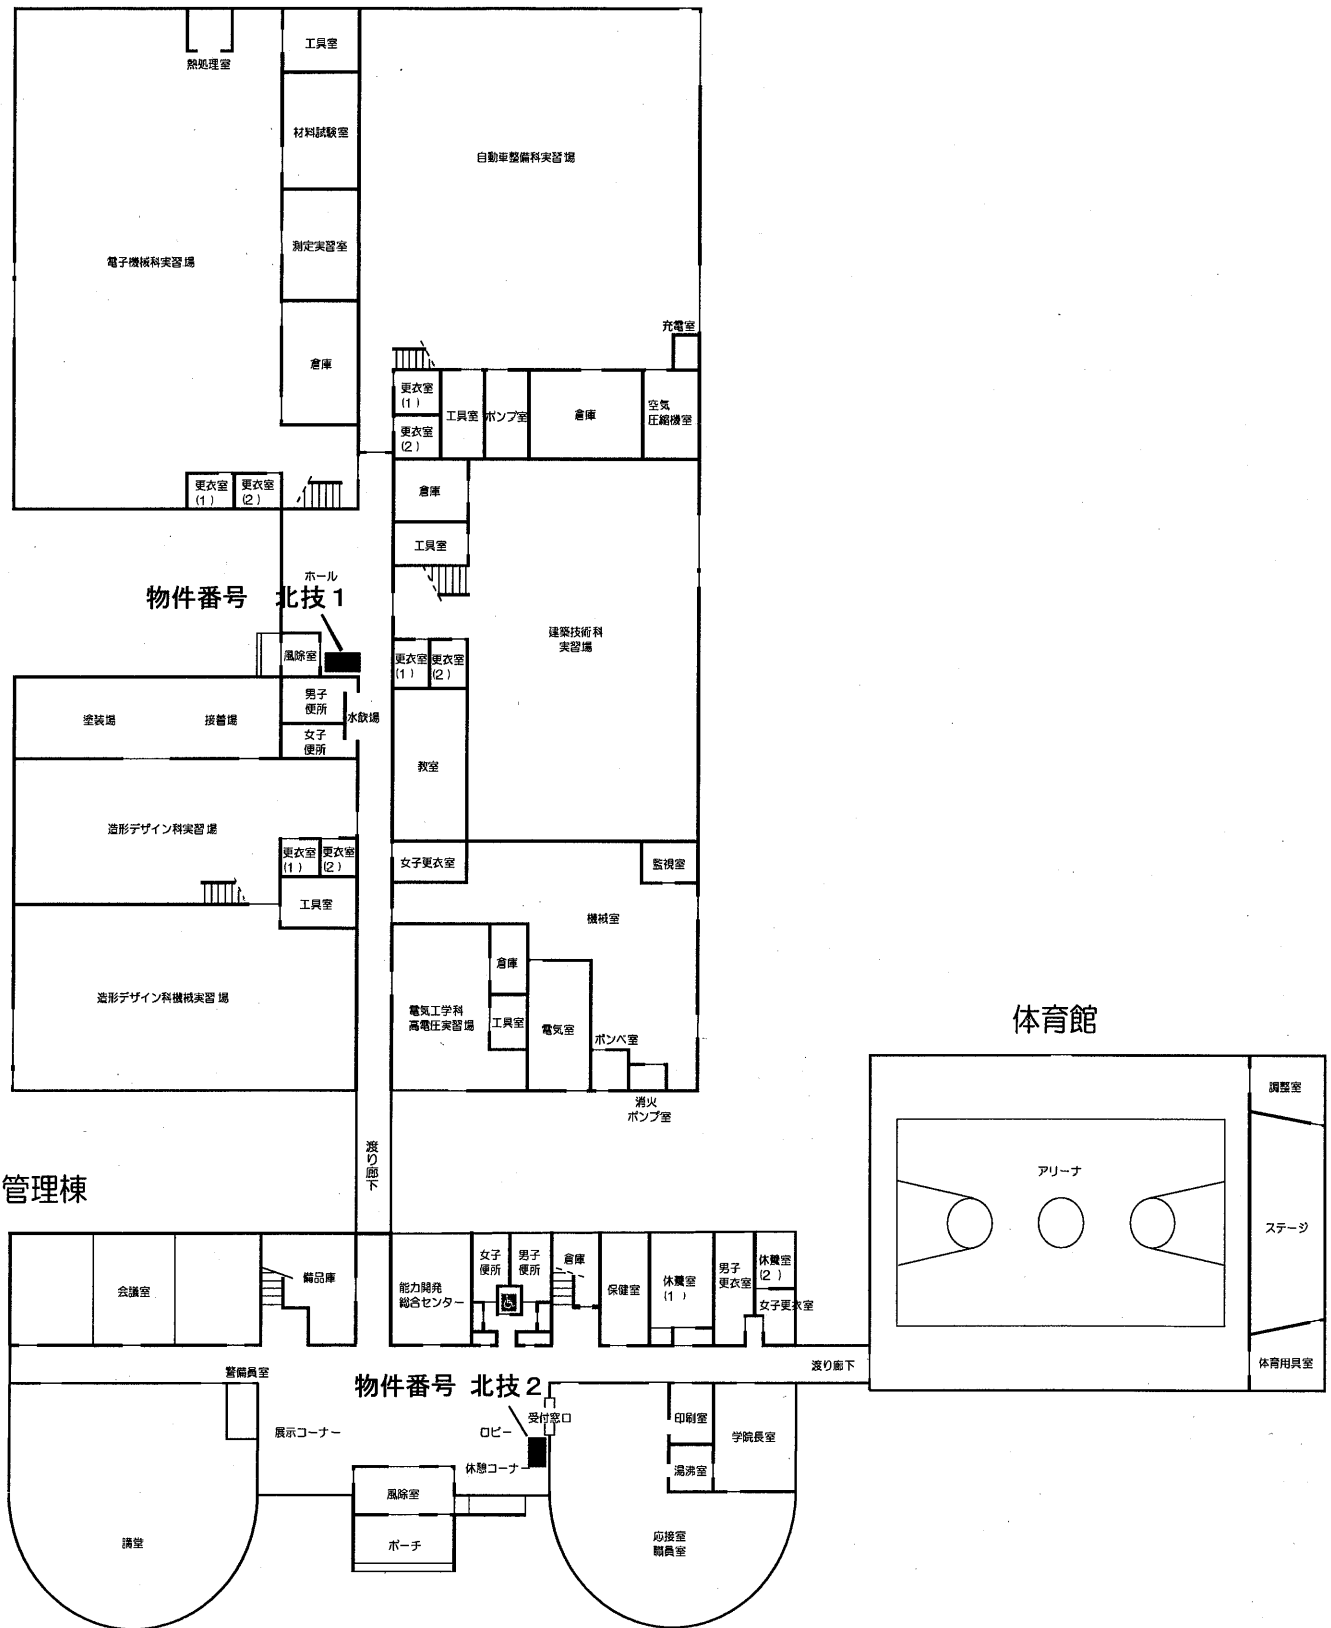 工具室
熱処理室
材料試験室
自動車整備科実習場
測定実習室
電子機械科実習場
充電室
倉庫
更衣室
(1)
工具室
ポンプ室
倉庫
空気
圧縮機室
更衣室
(2)
更衣室
(1)
更衣室
(2)
倉庫
工具室
ホール
物件番号 北技1
建築技術科
実習場
風除室
更衣室
(1)
更衣室
(2)
男子
便所
水飲場
塗装場
接着場
女子
便所
教室
造形デザイン科実習場
更衣室
(1)
更衣室
(2)
女子更衣室
監視室
工具室
機械室
倉庫
造形デザイン科機械実習場
電気工学科
高電圧実習場
工具室
電気室
ボンベ室
体育館
消火
ポンプ室
調整室
渡り廊下
アリーナ
管理棟
ステージ
会議室
備品庫
能力開発
総合センター
女子
便所
男子
便所
倉庫
保健室
休養室
(1)
男子
更衣室
休養室
(2)
女子更衣室
渡り廊下
体育用具室
警備員室
物件番号 北技2
展示コーナー
ロビー
受付窓口
印刷室
学院長室
休憩コーナー
湯沸室
風除室
講堂
ポーチ
応接室
職員室